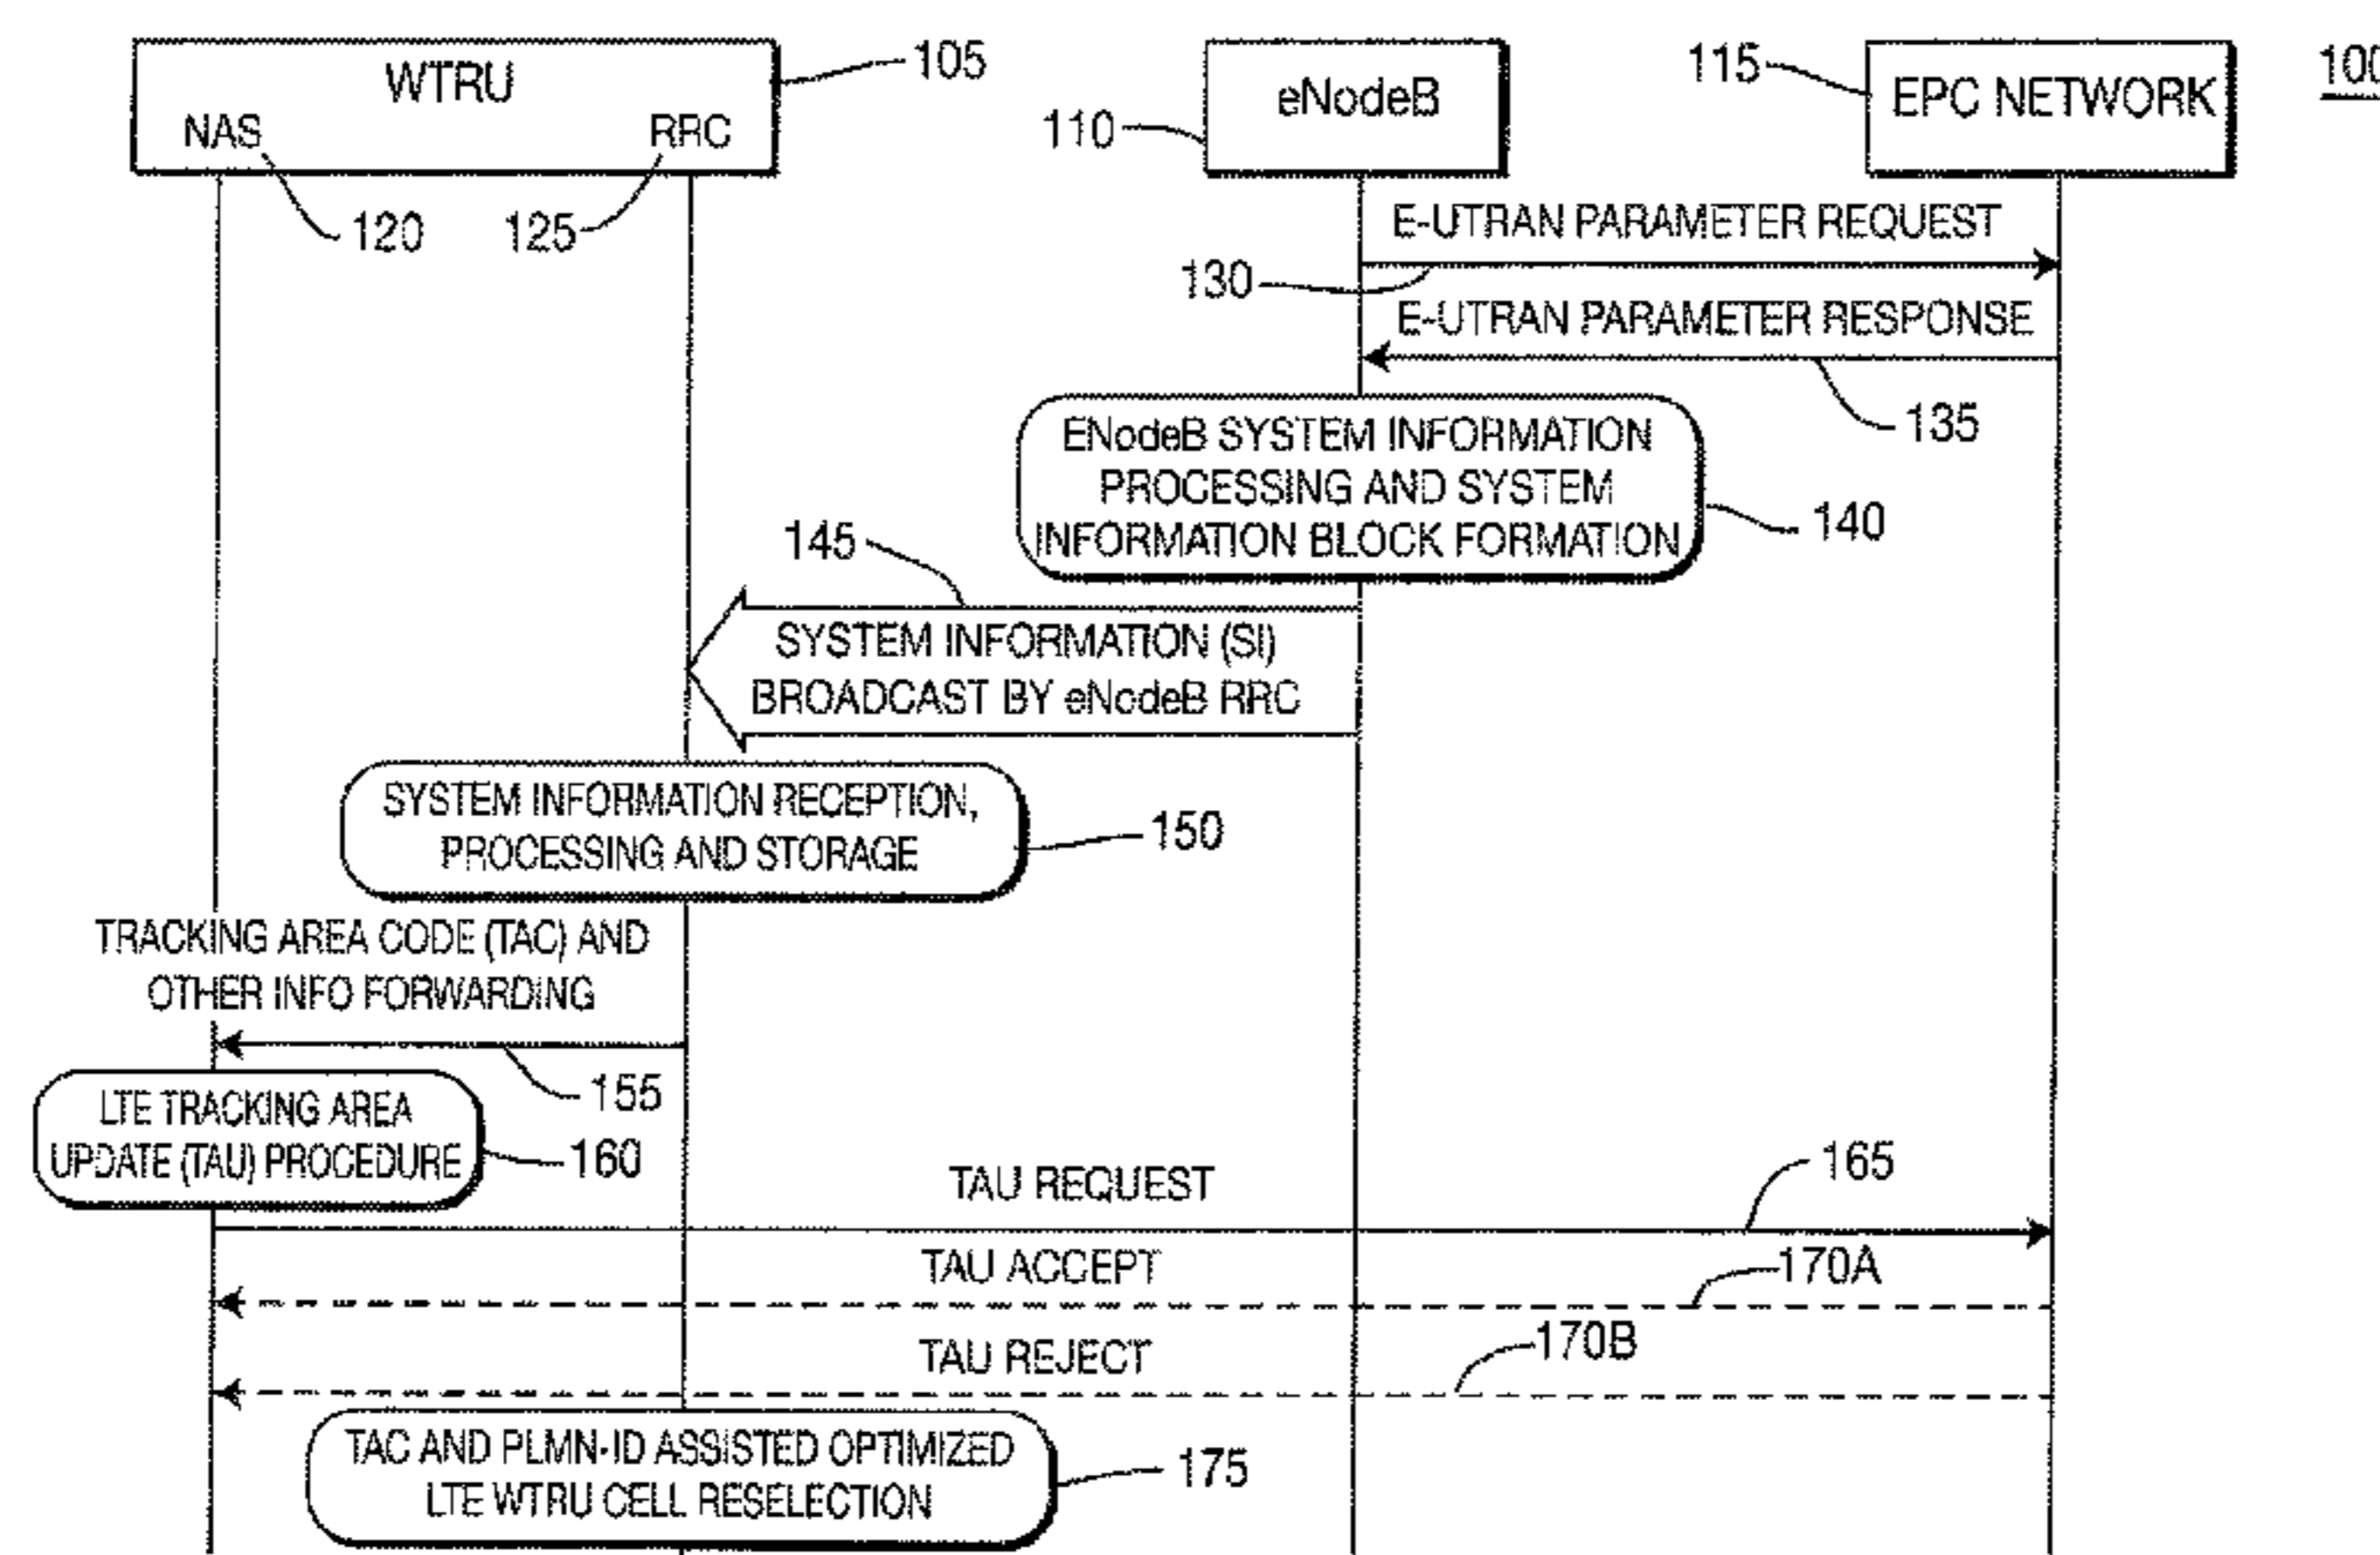 WTRU
NAS
RRC
105
110
eNodeB
115
EPC NETWORK
100
120
125
E-UTRAN PARAMETER REQUEST
130
E-UTRAN PARAMETER RESPONSE
135
ENodeB SYSTEM INFORMATION
PROCESSING AND SYSTEM
INFORMATION BLOCK FORMATION
140
145
SYSTEM INFORMATION (SI)
BROADCAST BY eNodeB RRC
SYSTEM INFORMATION RECEPTION,
PROCESSING AND STORAGE
150
TRACKING AREA CODE (TAC) AND
OTHER INFO FORWARDING
155
LTE TRACKING AREA
UPDATE (TAU) PROCEDURE
160
TAU REQUEST
165
TAU ACCEPT
170A
TAU REJECT
170B
TAC AND PLMN-ID ASSISTED OPTIMIZED
LTE WTRU CELL RESELECTION
175